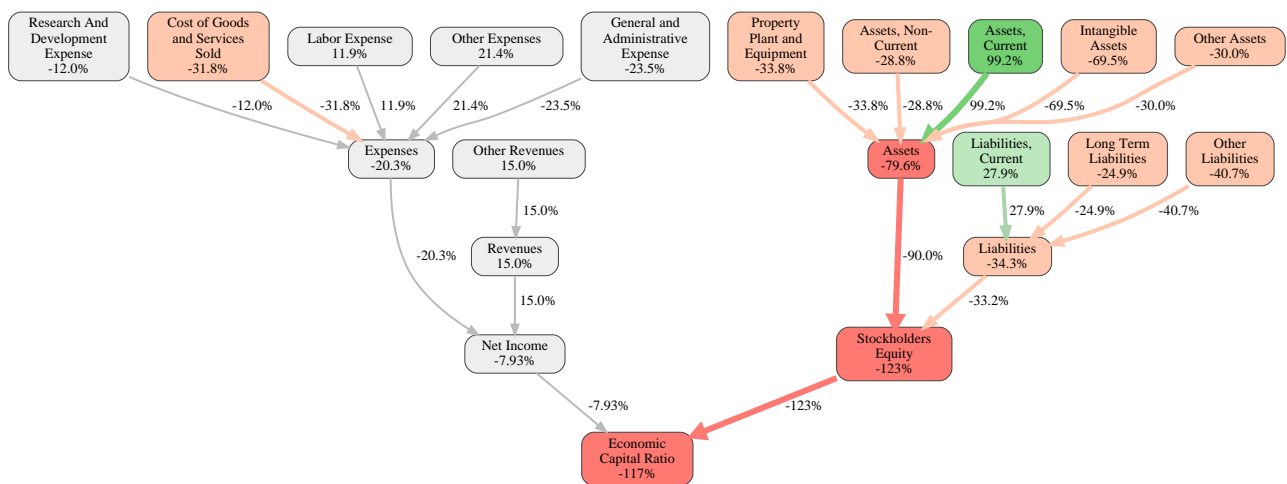 Research And
Development
Expense
-12.0%
Cost of Goods
and Services
Sold
-31.8%
Labor Expense
11.9%
Other Expenses
21.4%
General and
Administrative
Expense
-23.5%
Property
Plant and
Equipment
-33.8%
Assets, Non-
Current
-28.8%
Assets,
Current
99.2%
Intangible
Assets
-69.5%
Other Assets
-30.0%
-12.0%
-31.8%
11.9%
21.4%
-23.5%
-33.8%
-28.8%
99.2%
-69.5%
-30.0%
Expenses
-20.3%
Other Revenues
15.0%
Assets
-79.6%
Liabilities,
Current
27.9%
Long Term
Liabilities
-24.9%
Other
Liabilities
-40.7%
15.0%
27.9%
-24.9%
-40.7%
-20.3%
Revenues
15.0%
-90.0%
Liabilities
-34.3%
15.0%
-33.2%
Net Income
-7.93%
Stockholders
Equity
-123%
-7.93%
-123%
Economic
Capital Ratio
-117%